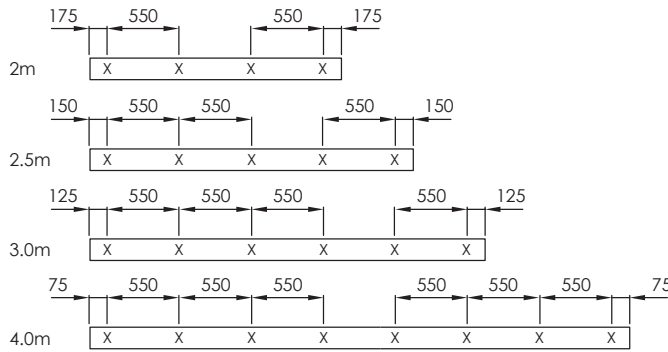 175 550 550 175
2m X X X X
150 550 550 550 150
2.5m X X X X X
125 550 550 550 550 125
3.0m X X X X X X
75 550 550 550 550 550 550 75
4.0m X X X X X X X X